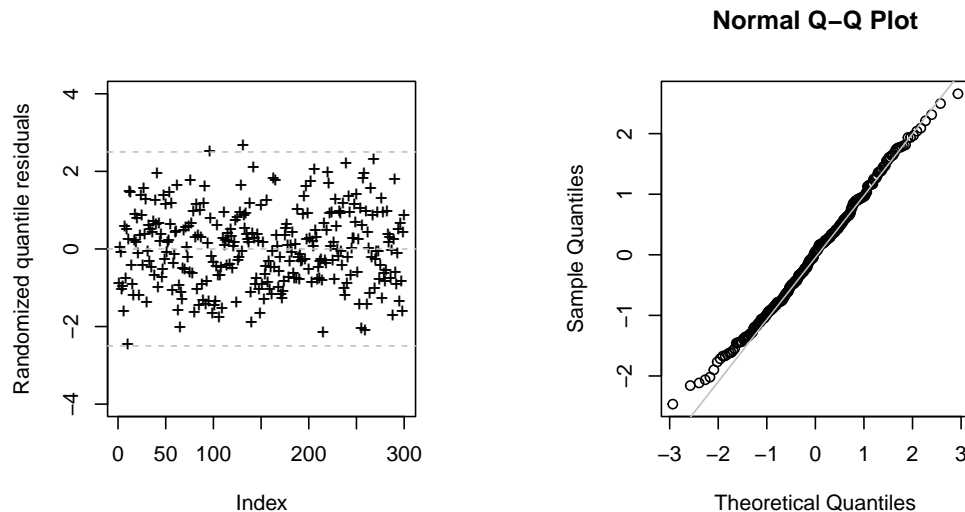 Randomized quantile residuals
4
2
0
−2
−4
0 50 100 200 300
Index
Normal Q−Q Plot
Sample Quantiles
2
1
0
−1
−2
−3 −2 −1 0 1 2 3
Theoretical Quantiles